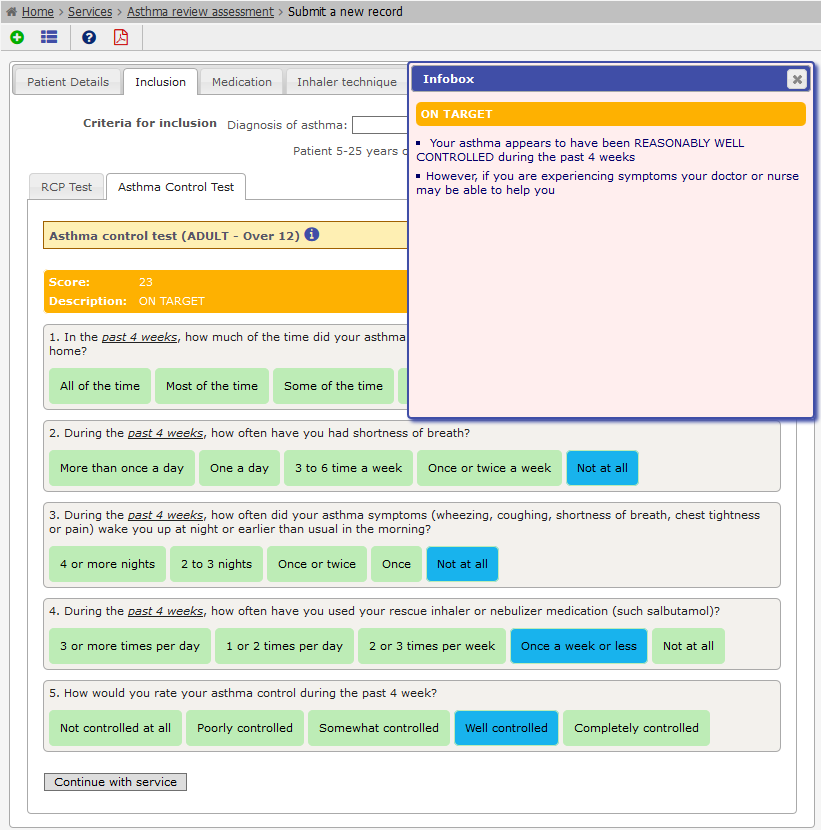 Home > Services > Asthma review assessment > Submit a new record
Patient Details
Inclusion
Medication
Inhaler technique
Infobox
ON TARGET
Your asthma appears to have been REASONABLY WELL
CONTROLLED during the past 4 weeks
However, if you are experiencing symptoms your doctor or nurse
may be able to help you
Criteria for inclusion Diagnosis of asthma:
Patient 5-25 years
RCP Test
Asthma Control Test
Asthma control test (ADULT - Over 12)
Score: 23
Description: ON TARGET
1. In the past 4 weeks, how much of the time did your asthma
home?
All of the time
Most of the time
Some of the time
2. During the past 4 weeks, how often have you had shortness of breath?
More than once a day
One a day
3 to 6 time a week
Once or twice a week
Not at all
3. During the past 4 weeks, how often did your asthma symptoms (wheezing, coughing, shortness of breath, chest tightness
or pain) wake you up at night or earlier than usual in the morning?
4 or more nights
2 to 3 nights
Once or twice
Once
Not at all
4. During the past 4 weeks, how often have you used your rescue inhaler or nebulizer medication (such salbutamol)?
3 or more times per day
1 or 2 times per day
2 or 3 times per week
Once a week or less
Not at all
5. How would you rate your asthma control during the past 4 week?
Not controlled at all
Poorly controlled
Somewhat controlled
Well controlled
Completely controlled
Continue with service